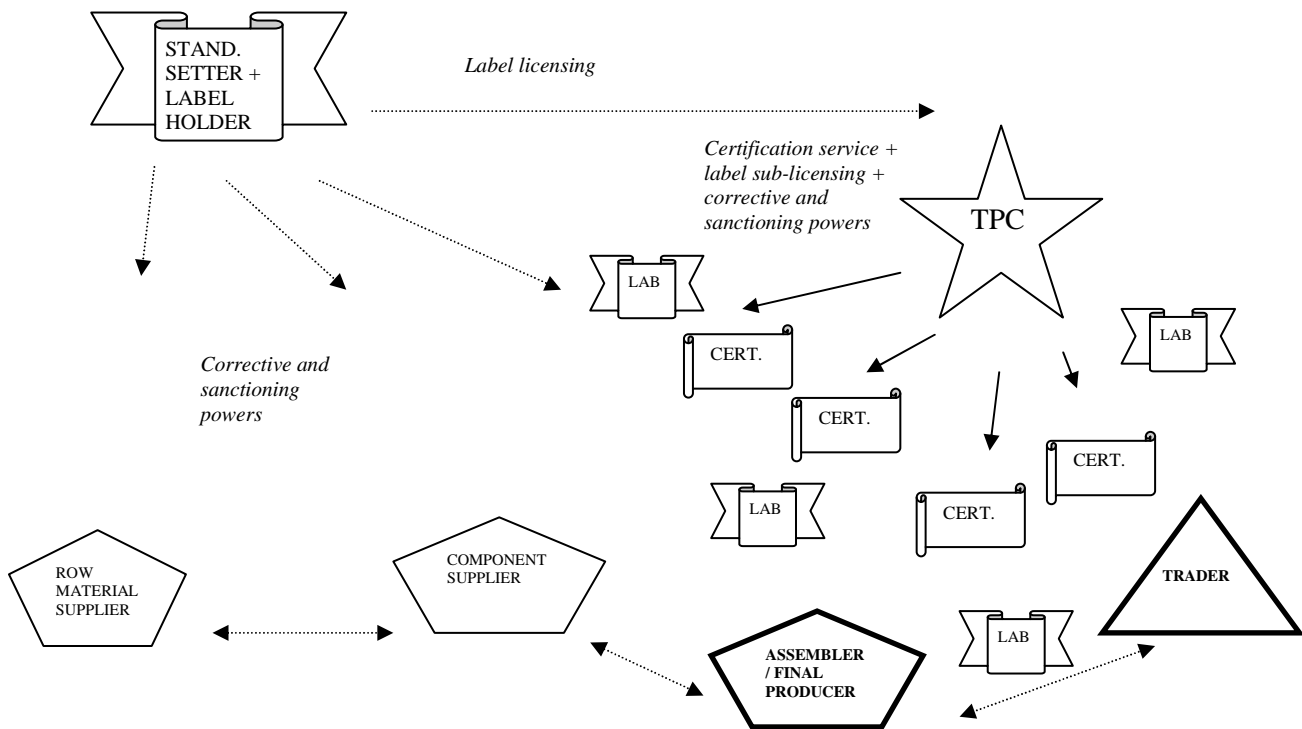 STAND.
SETTER +
LABEL
HOLDER
Label licensing
Certification service +
label sub-licensing +
corrective and
sanctioning powers
TPC
LAB
LAB
CERT.
CERT.
Corrective and
sanctioning
powers
CERT.
LAB
CERT.
ROW
MATERIAL
SUPPLIER
COMPONENT
SUPPLIER
TRADER
LAB
ASSEMBLER
/ FINAL
PRODUCER